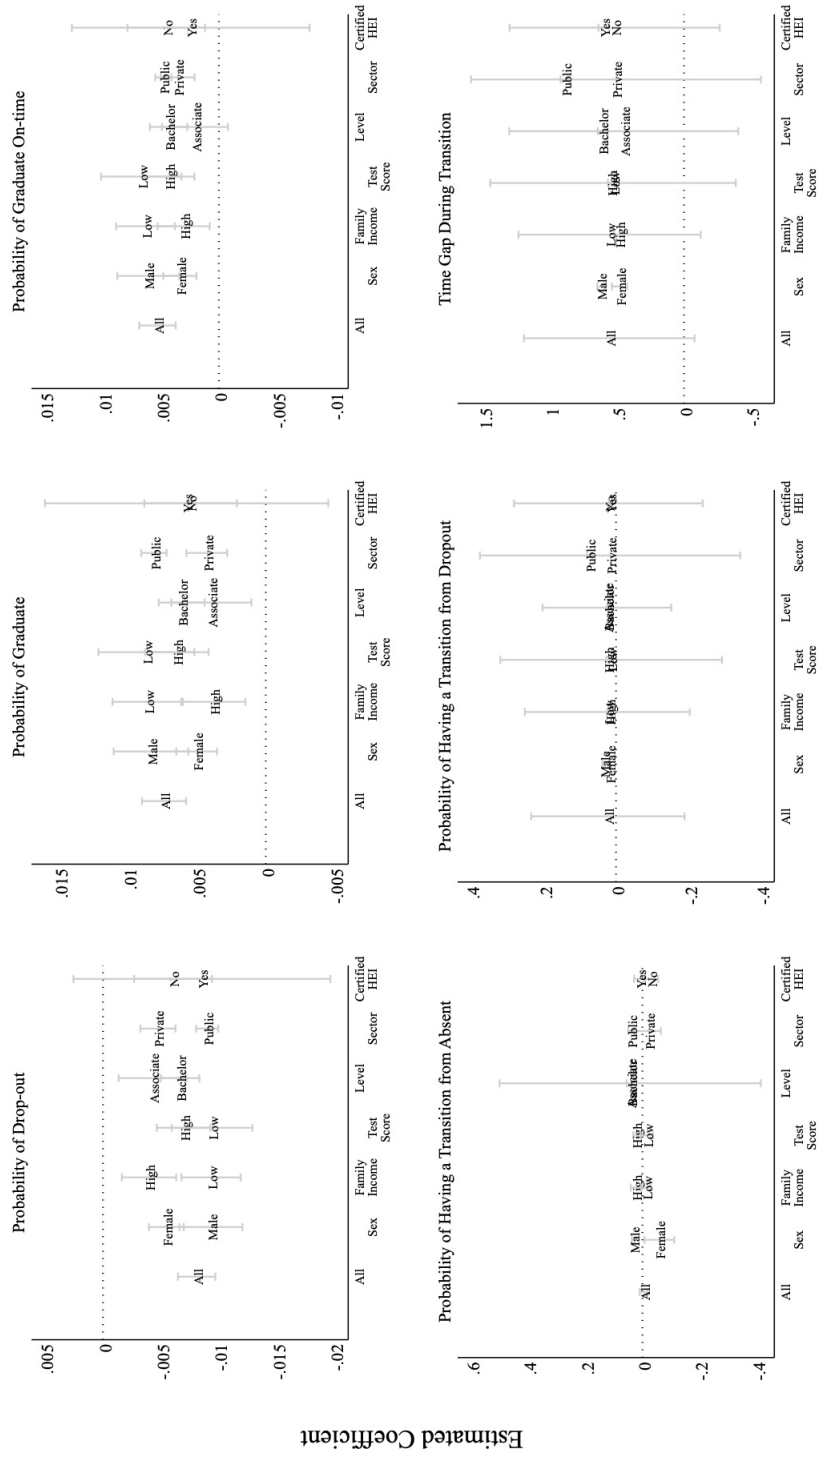 Estimated Coefficient
Probability of Drop-out
.005
0
-.005
-.01
-.015
-.02
All
Female
Male
High
Low
High
Low
Associate
Bachelor
Private
Public
No
Yes
All
Sex
Family
Income
Test
Score
Level
Sector
Certified
HEI
Probability of Graduate
.015
.01
.005
0
-.005
All
Male
Female
Low
High
Low
High
Bachelor
Associate
Public
Private
Yes
No
All
Sex
Family
Income
Test
Score
Level
Sector
Certified
HEI
Probability of Graduate On-time
.015
.01
.005
0
-.005
-.01
All
Male
Female
Low
High
Low
High
Bachelor
Associate
Public
Private
No
Yes
All
Sex
Family
Income
Test
Score
Level
Sector
Certified
HEI
Probability of Having a Transition from Absent
.6
.4
.2
0
-.2
-.4
All
Male
Female
High
Low
High
Low
Public
Private
Yes
No
All
Sex
Family
Income
Test
Score
Level
Sector
Certified
HEI
Probability of Having a Transition from Dropout
.4
.2
0
-.2
-.4
All
Male
Female
High
Public
Private
All
Sex
Family
Income
Test
Score
Level
Sector
Certified
HEI
Time Gap During Transition
1.5
1
.5
0
-.5
All
Male
Female
Low
High
High
Bachelor
Associate
Public
Private
Yes
No
All
Sex
Family
Income
Test
Score
Level
Sector
Certified
HEI